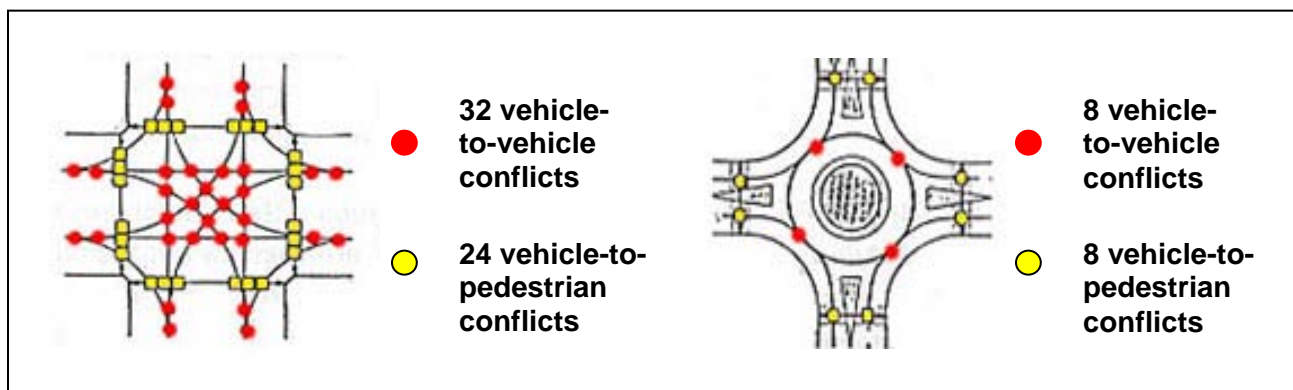 32 vehicle-
to-vehicle
conflicts
24 vehicle-to-
pedestrian
conflicts
8 vehicle-
to-vehicle
conflicts
8 vehicle-to-
pedestrian
conflicts